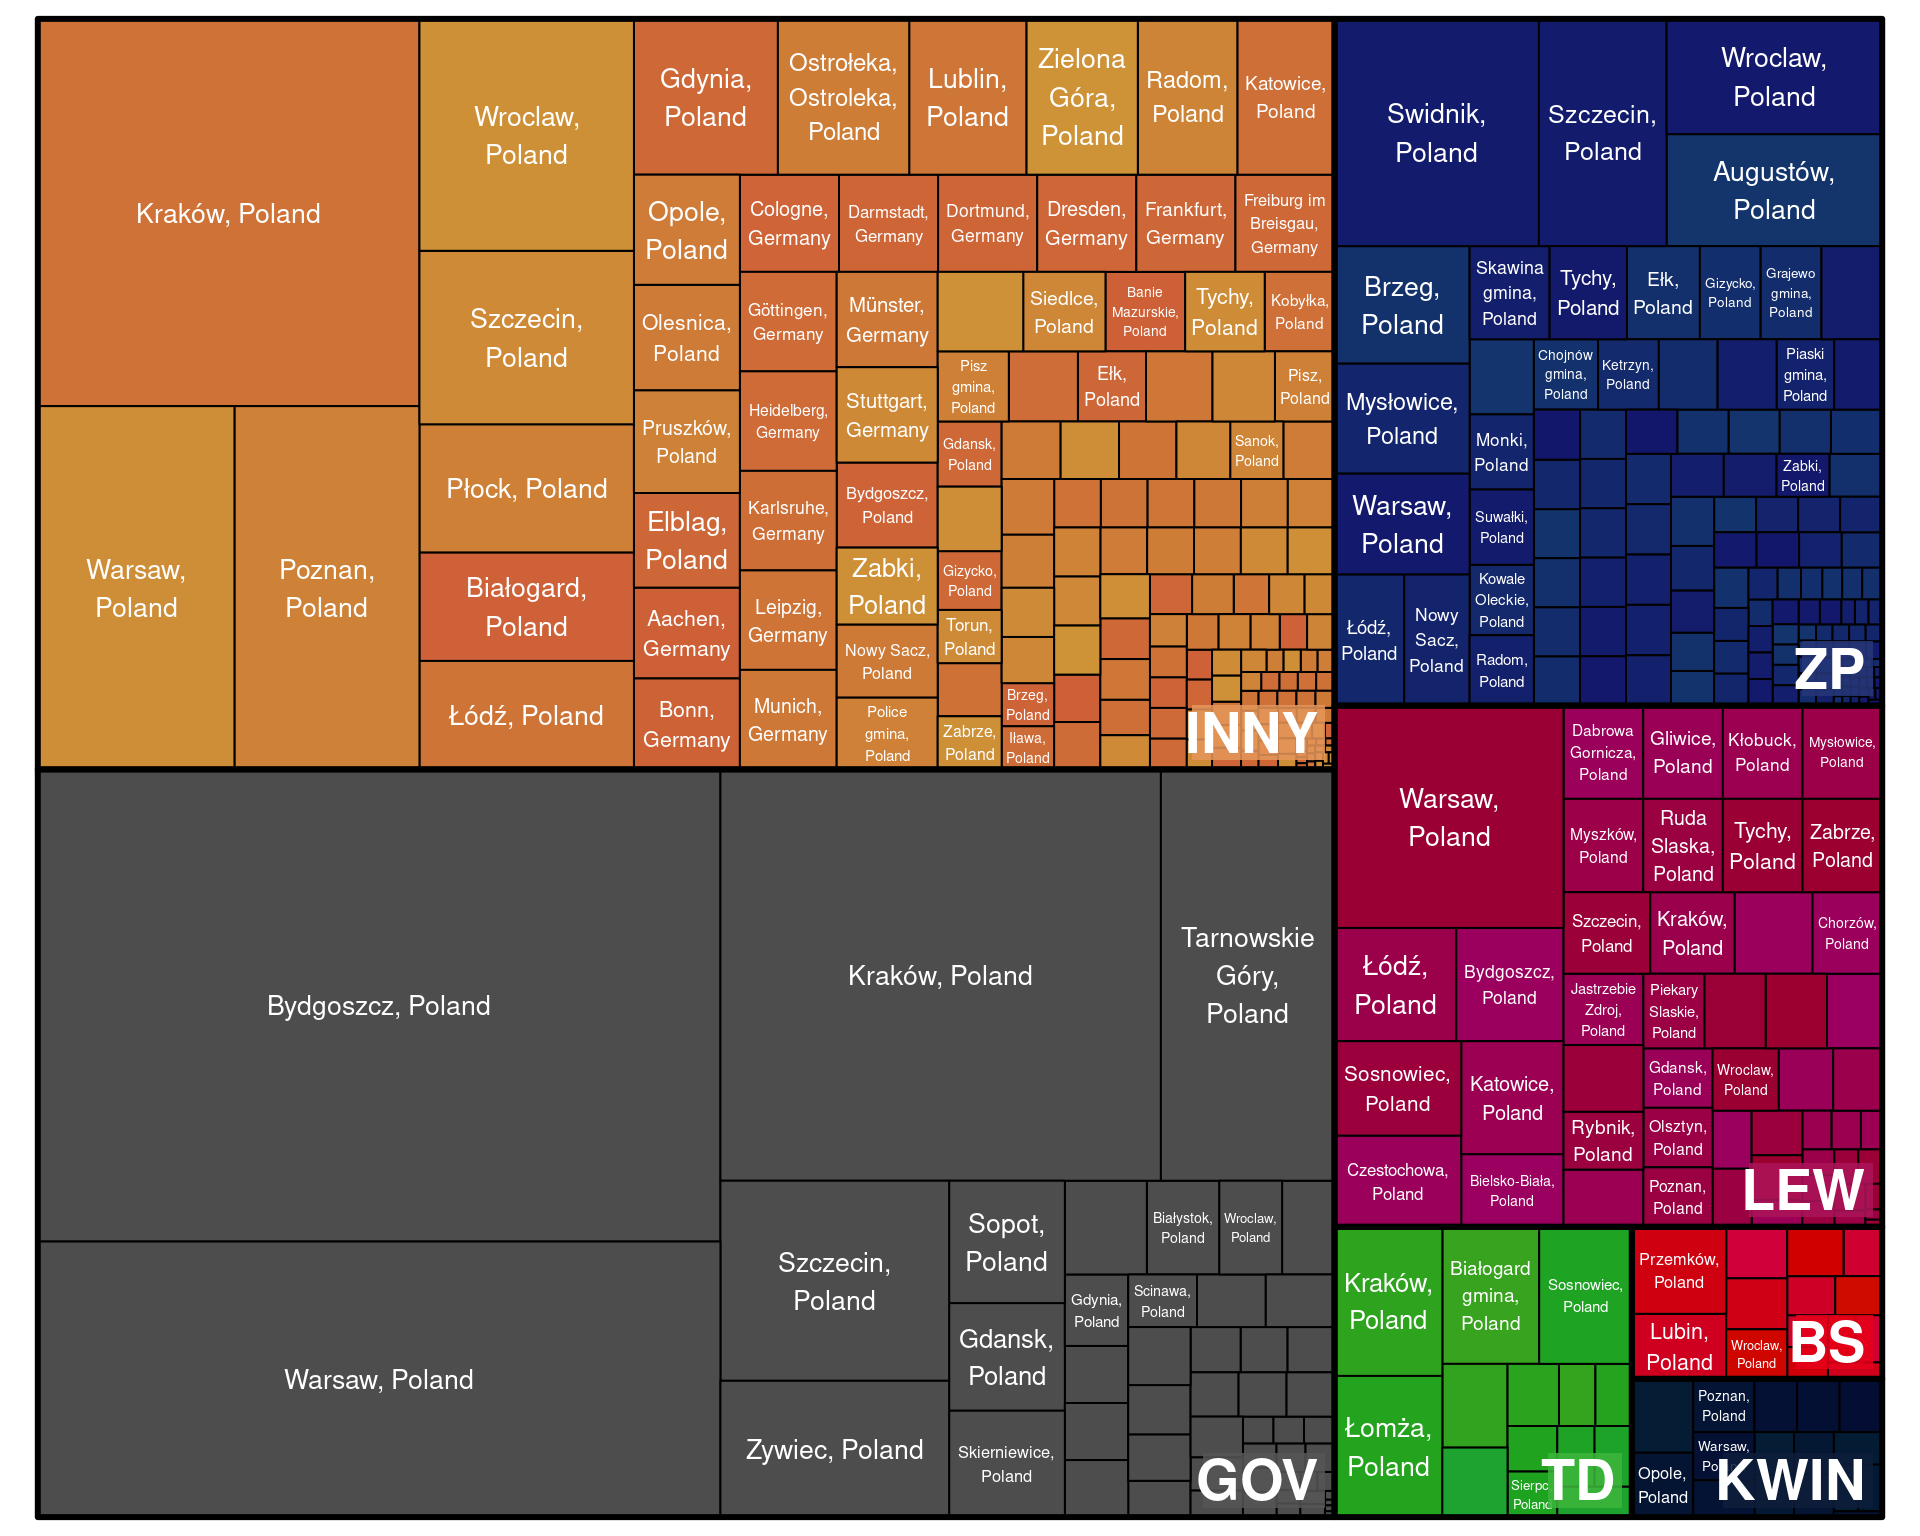 Kraków, Poland
Warsaw,
Poland
Poznan,
Poland
Wroclaw,
Poland
Szczecin,
Poland
Płock, Poland
Białogard,
Poland
Łódź, Poland
Gdynia,
Poland
Ostrołeka,
Ostroleka,
Poland
Lublin,
Poland
Zielona
Góra,
Poland
Radom,
Poland
Katowice,
Poland
Opole,
Poland
Olesnica,
Poland
Pruszków,
Poland
Elblag,
Poland
Aachen,
Germany
Bonn,
Germany
Cologne,
Germany
Darmstadt,
Germany
Dortmund,
Germany
Dresden,
Germany
Frankfurt,
Germany
Freiburg im
Breisgau,
Germany
Göttingen,
Germany
Heidelberg,
Germany
Karlsruhe,
Germany
Leipzig,
Germany
Munich,
Germany
Münster,
Germany
Stuttgart,
Germany
Bydgoszcz,
Poland
Zabki,
Poland
Nowy Sacz,
Poland
Police
gmina,
Poland
Siedlce,
Poland
Banie
Mazurskie,
Poland
Tychy,
Poland
Kobyłka,
Poland
Pisz
gmina,
Poland
Ełk,
Poland
Pisz,
Poland
Gdansk,
Poland
Sanok,
Poland
Gizycko,
Poland
Torun,
Poland
Zabrze,
Poland
Brzeg,
Poland
Iława,
Poland
INNY
Bydgoszcz, Poland
Warsaw, Poland
Kraków, Poland
Tarnowskie
Góry,
Poland
Szczecin,
Poland
Zywiec, Poland
Sopot,
Poland
Gdansk,
Poland
Skierniewice,
Poland
Białystok,
Poland
Wroclaw,
Poland
Gdynia,
Poland
Scinawa,
Poland
GOV
Swidnik,
Poland
Szczecin,
Poland
Wroclaw,
Poland
Augustów,
Poland
Brzeg,
Poland
Mysłowice,
Poland
Warsaw,
Poland
Łódź,
Poland
Nowy
Sacz,
Poland
Skawina
gmina,
Poland
Tychy,
Poland
Ełk,
Poland
Gizycko,
Poland
Grajewo
gmina,
Poland
Chojnów
gmina,
Poland
Ketrzyn,
Poland
Piaski
gmina,
Poland
Monki,
Poland
Zabki,
Poland
Suwałki,
Poland
Kowale
Oleckie,
Poland
Radom,
Poland
ZP
Warsaw,
Poland
Łódź,
Poland
Bydgoszcz,
Poland
Sosnowiec,
Poland
Czestochowa,
Poland
Katowice,
Poland
Bielsko-Biała,
Poland
Dabrowa
Gornicza,
Poland
Gliwice,
Poland
Kłobuck,
Poland
Mysłowice,
Poland
Myszków,
Poland
Ruda
Slaska,
Poland
Tychy,
Poland
Zabrze,
Poland
Szczecin,
Poland
Kraków,
Poland
Chorzów,
Poland
Jastrzebie
Zdroj,
Poland
Piekary
Slaskie,
Poland
Gdansk,
Poland
Wroclaw,
Poland
Rybnik,
Poland
Olsztyn,
Poland
Poznan,
Poland
LEW
Kraków,
Poland
Łomża,
Poland
Białogard
gmina,
Poland
Sosnowiec,
Poland
Poland
TD
Przemków,
Poland
Lubin,
Poland
Wroclaw,
Poland
BS
Poznan,
Poland
Warsaw,
Opole,
Poland
KWIN